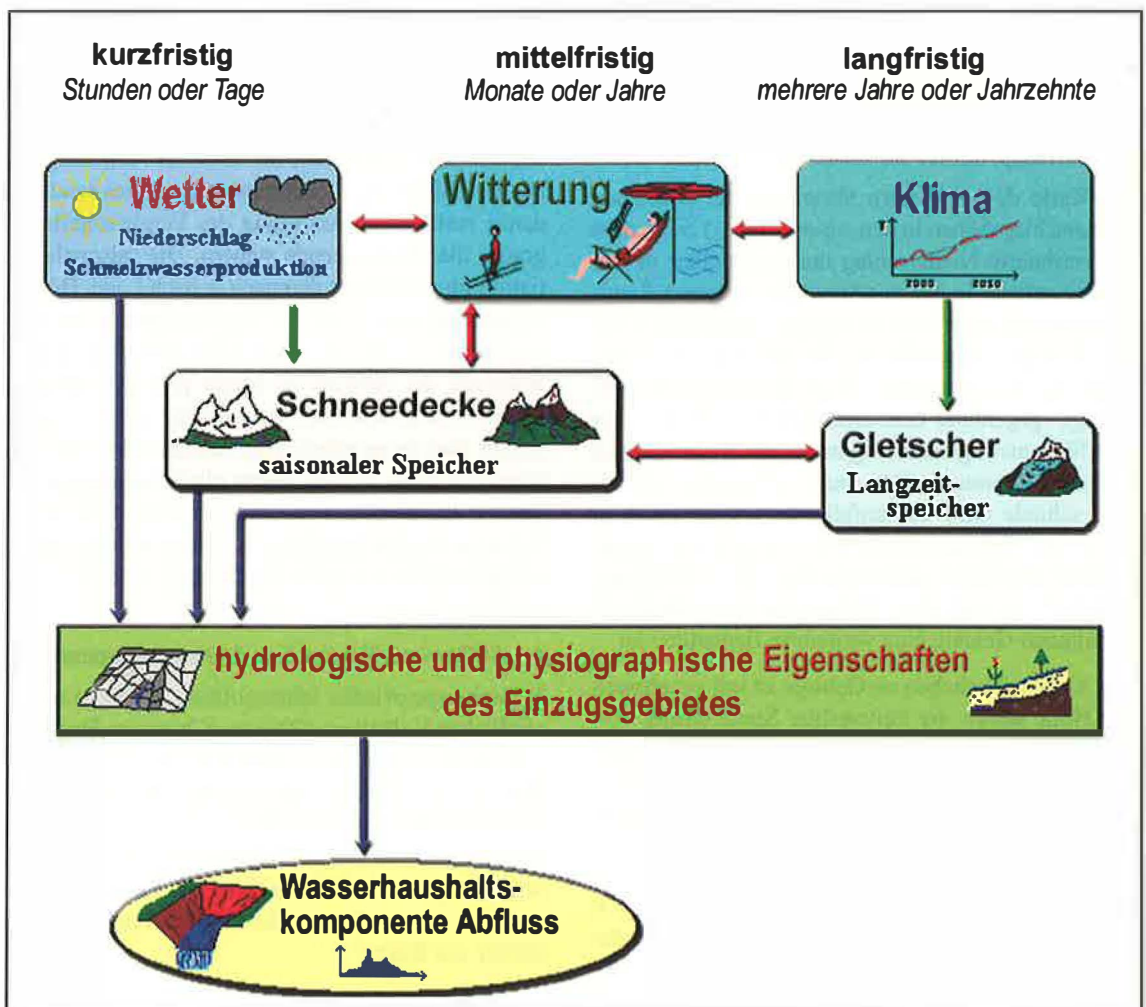 kurzfristig
Stunden oder Tage
mittelfristig
Monate oder Jahre
langfristig
mehrere Jahre oder Jahrzehnte
Wetter
Niederschlag
Schmelzwasserproduktion
Witterung
Klima
T
2000 2050
Schneedecke
saisonaler Speicher
Gletscher
Langzeit-
speicher
hydrologische und physiographische Eigenschaften
des Einzugsgebietes
Wasserhaushalts-
komponente Abfluss